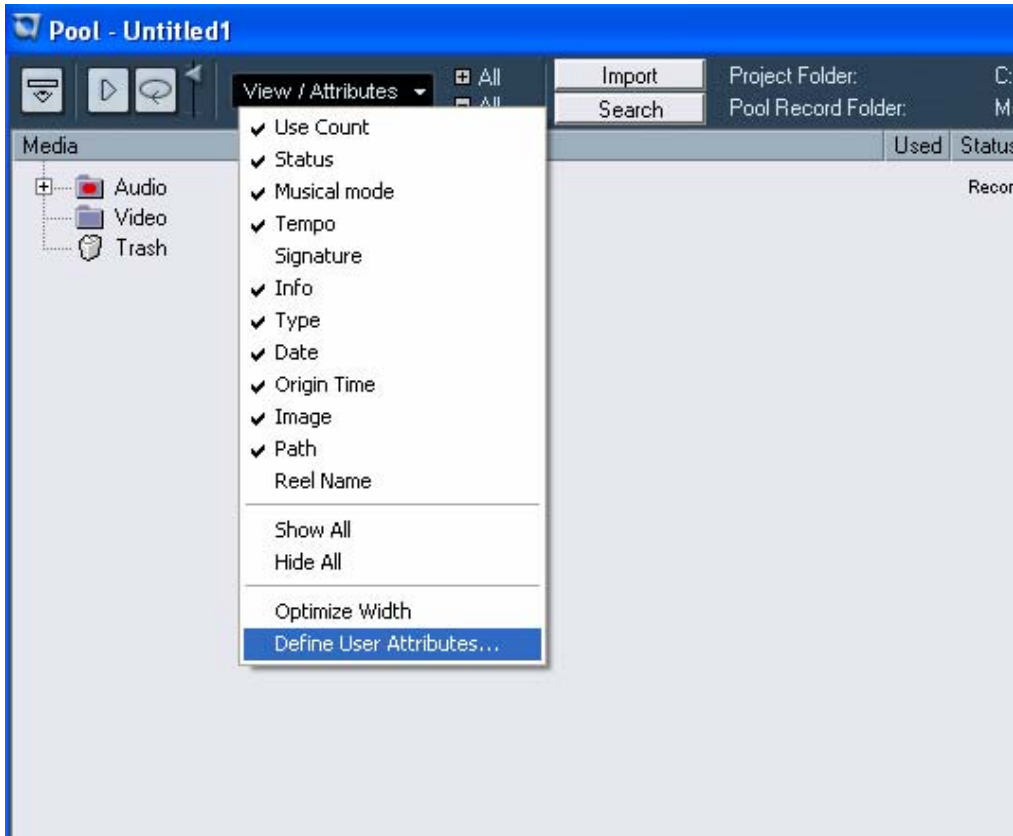 Pool - Untitled1
View / Attributes
All
All
Import
Search
Project Folder:
C:
Pool Record Folder:
Media
Used
Status
Audio
Video
Trash
Use Count
Status
Musical mode
Tempo
Signature
Info
Type
Date
Origin Time
Image
Path
Reel Name
Show All
Hide All
Optimize Width
Define User Attributes...